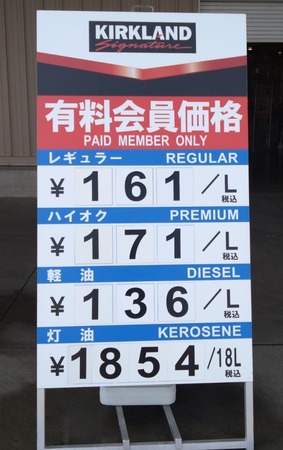 KIRKLAND
Signature
有料会員価格
PAID MEMBER ONLY
レギュラー REGULAR
¥161/L 税込
ハイオク PREMIUM
¥171/L 税込
軽油 DIESEL
¥136/L 税込
灯油 KEROSENE
¥1854/18L 税込